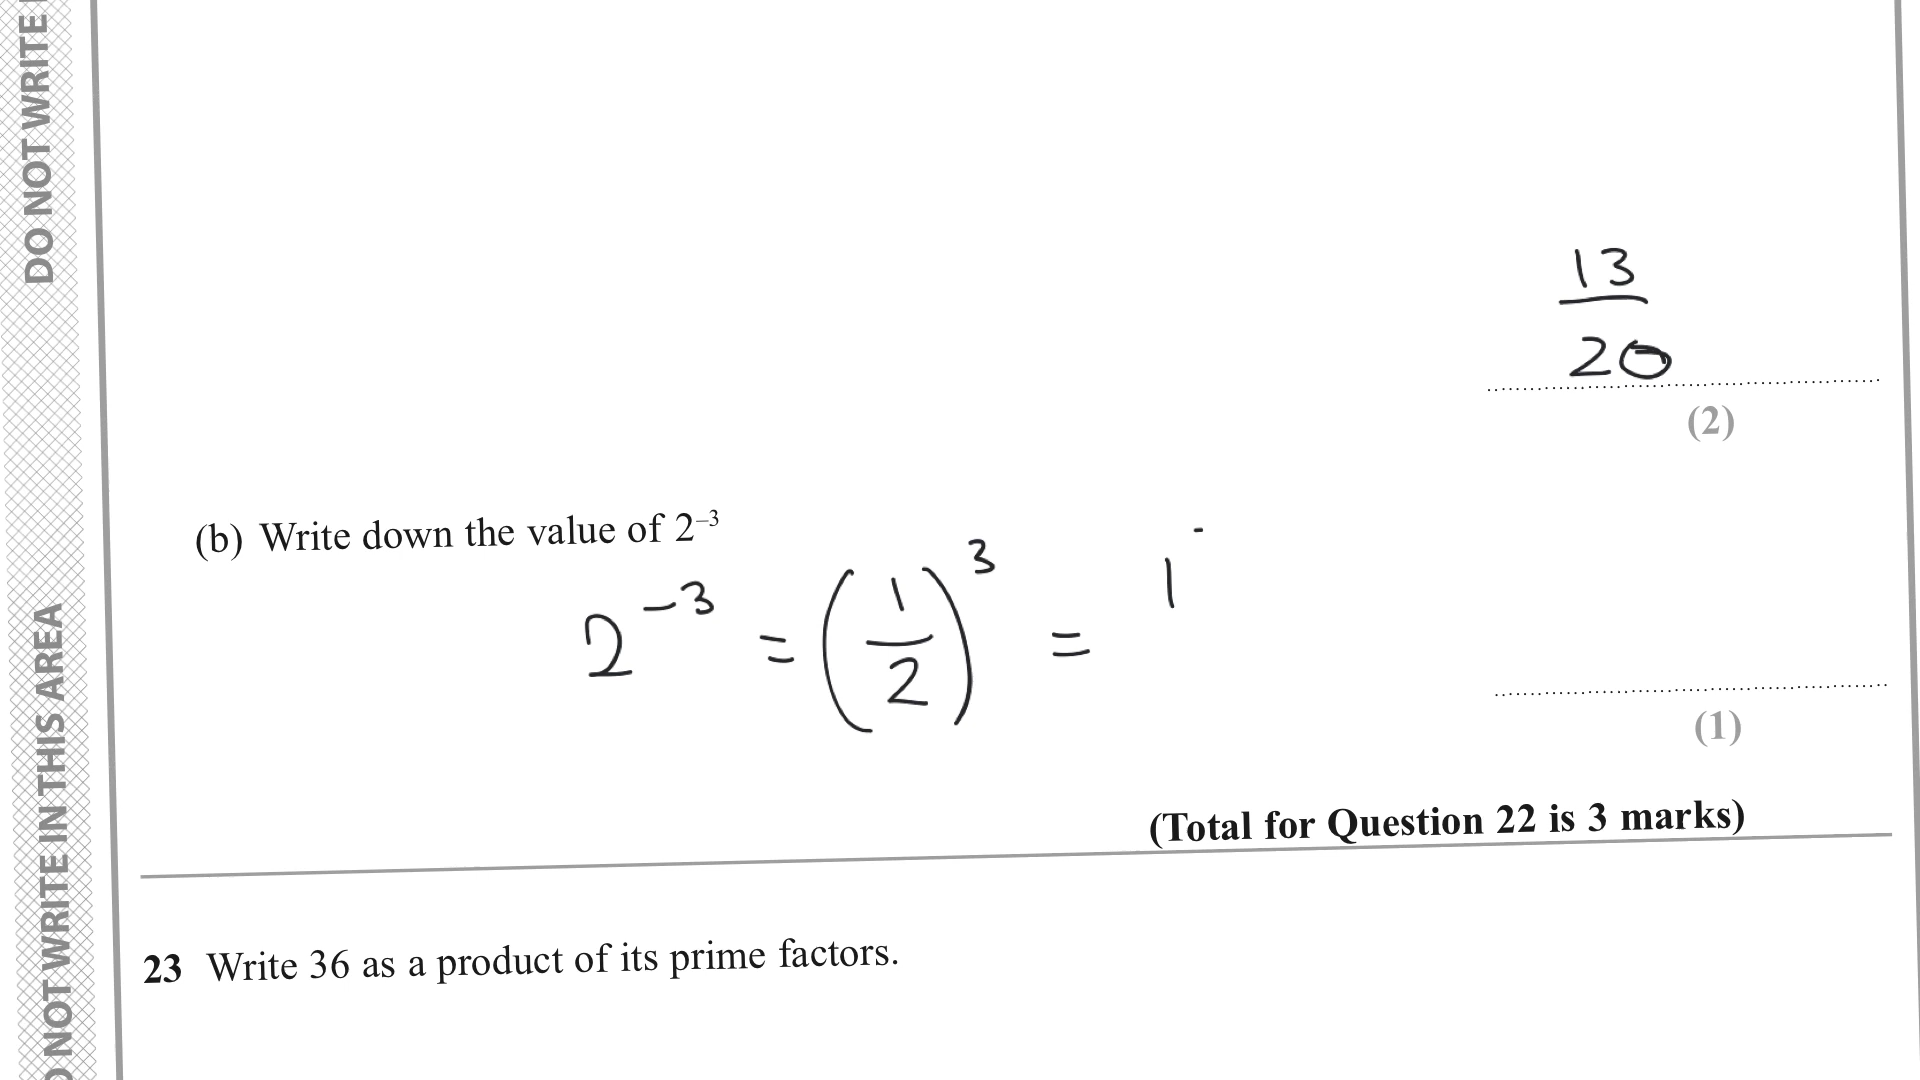 DO NOT WRITE
13
20
(2)
(b) Write down the value of 2⁻³
2⁻³ = (1/2)³ = 1⁻
(1)
(Total for Question 22 is 3 marks)
23 Write 36 as a product of its prime factors.
NOT WRITE IN THIS AREA